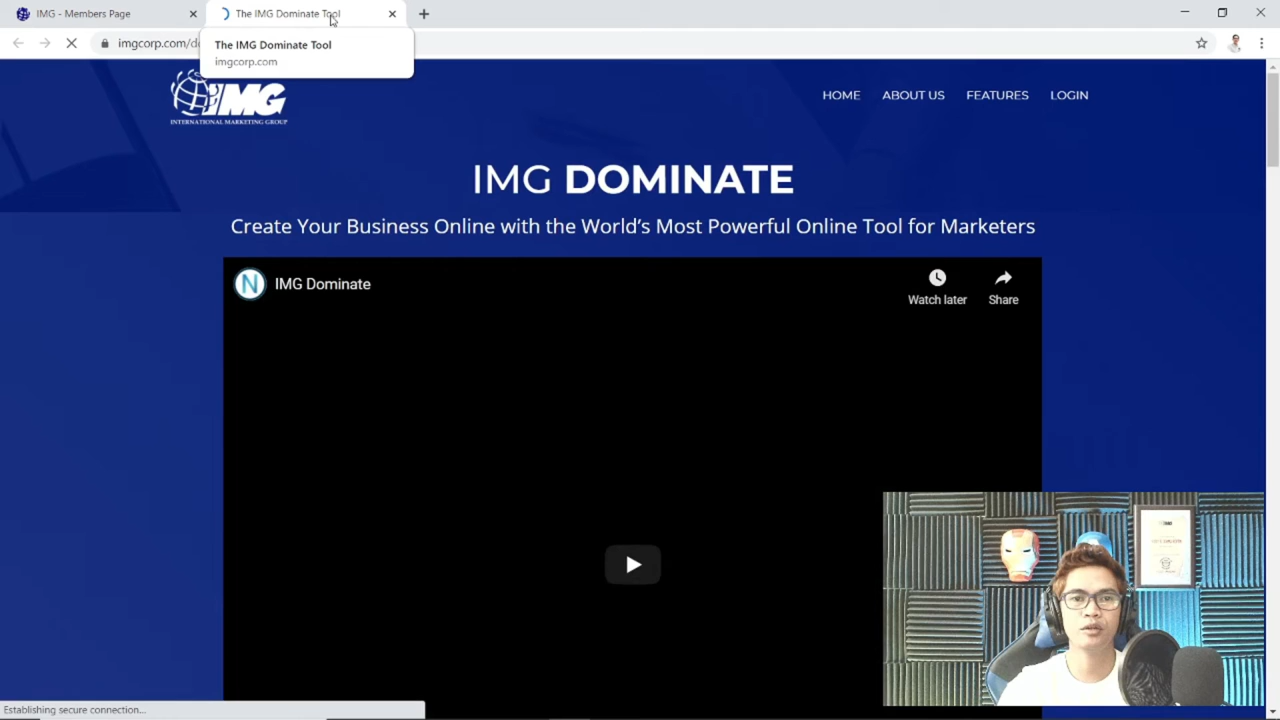 IMG - Members Page
The IMG Dominate Tool
imgcorp.com/do
The IMG Dominate Tool
imgcorp.com
IMG
INTERNATIONAL MARKETING GROUP
HOME
ABOUT US
FEATURES
LOGIN
IMG DOMINATE
Create Your Business Online with the World's Most Powerful Online Tool for Marketers
N
IMG Dominate
Watch later
Share
Establishing secure connection...